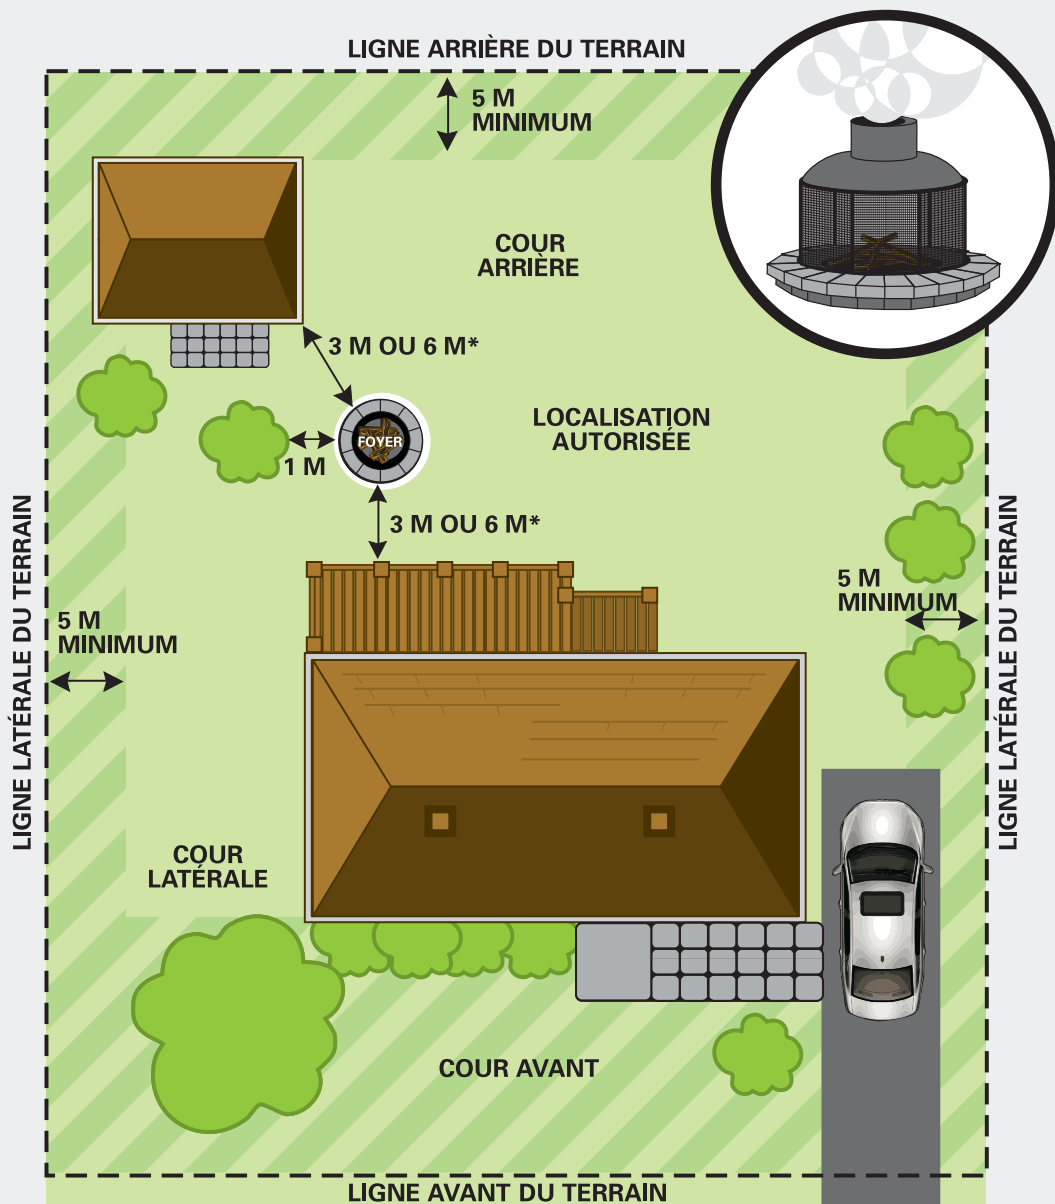 LIGNE ARRIÈRE DU TERRAIN
5 M
MINIMUM
COUR
ARRIÈRE
3 M OU 6 M*
LOCALISATION
AUTORISÉE
FOYER
1 M
3 M OU 6 M*
LIGNE LATÉRALE DU TERRAIN
5 M
MINIMUM
5 M
MINIMUM
LIGNE LATÉRALE DU TERRAIN
COUR
LATÉRALE
COUR AVANT
LIGNE AVANT DU TERRAIN